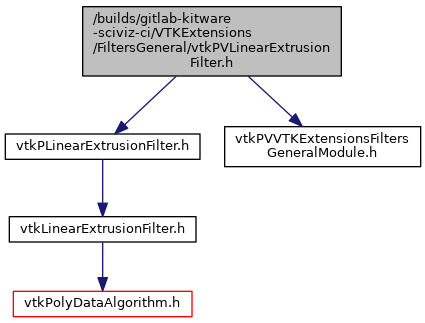 /builds/gitlab-kitware
-sciviz-ci/VTKExtensions
/FiltersGeneral/vtkPVLinearExtrusion
Filter.h
vtkPLinearExtrusionFilter.h
vtkPVVTKExtensionsFilters
GeneralModule.h
vtkLinearExtrusionFilter.h
vtkPolyDataAlgorithm.h